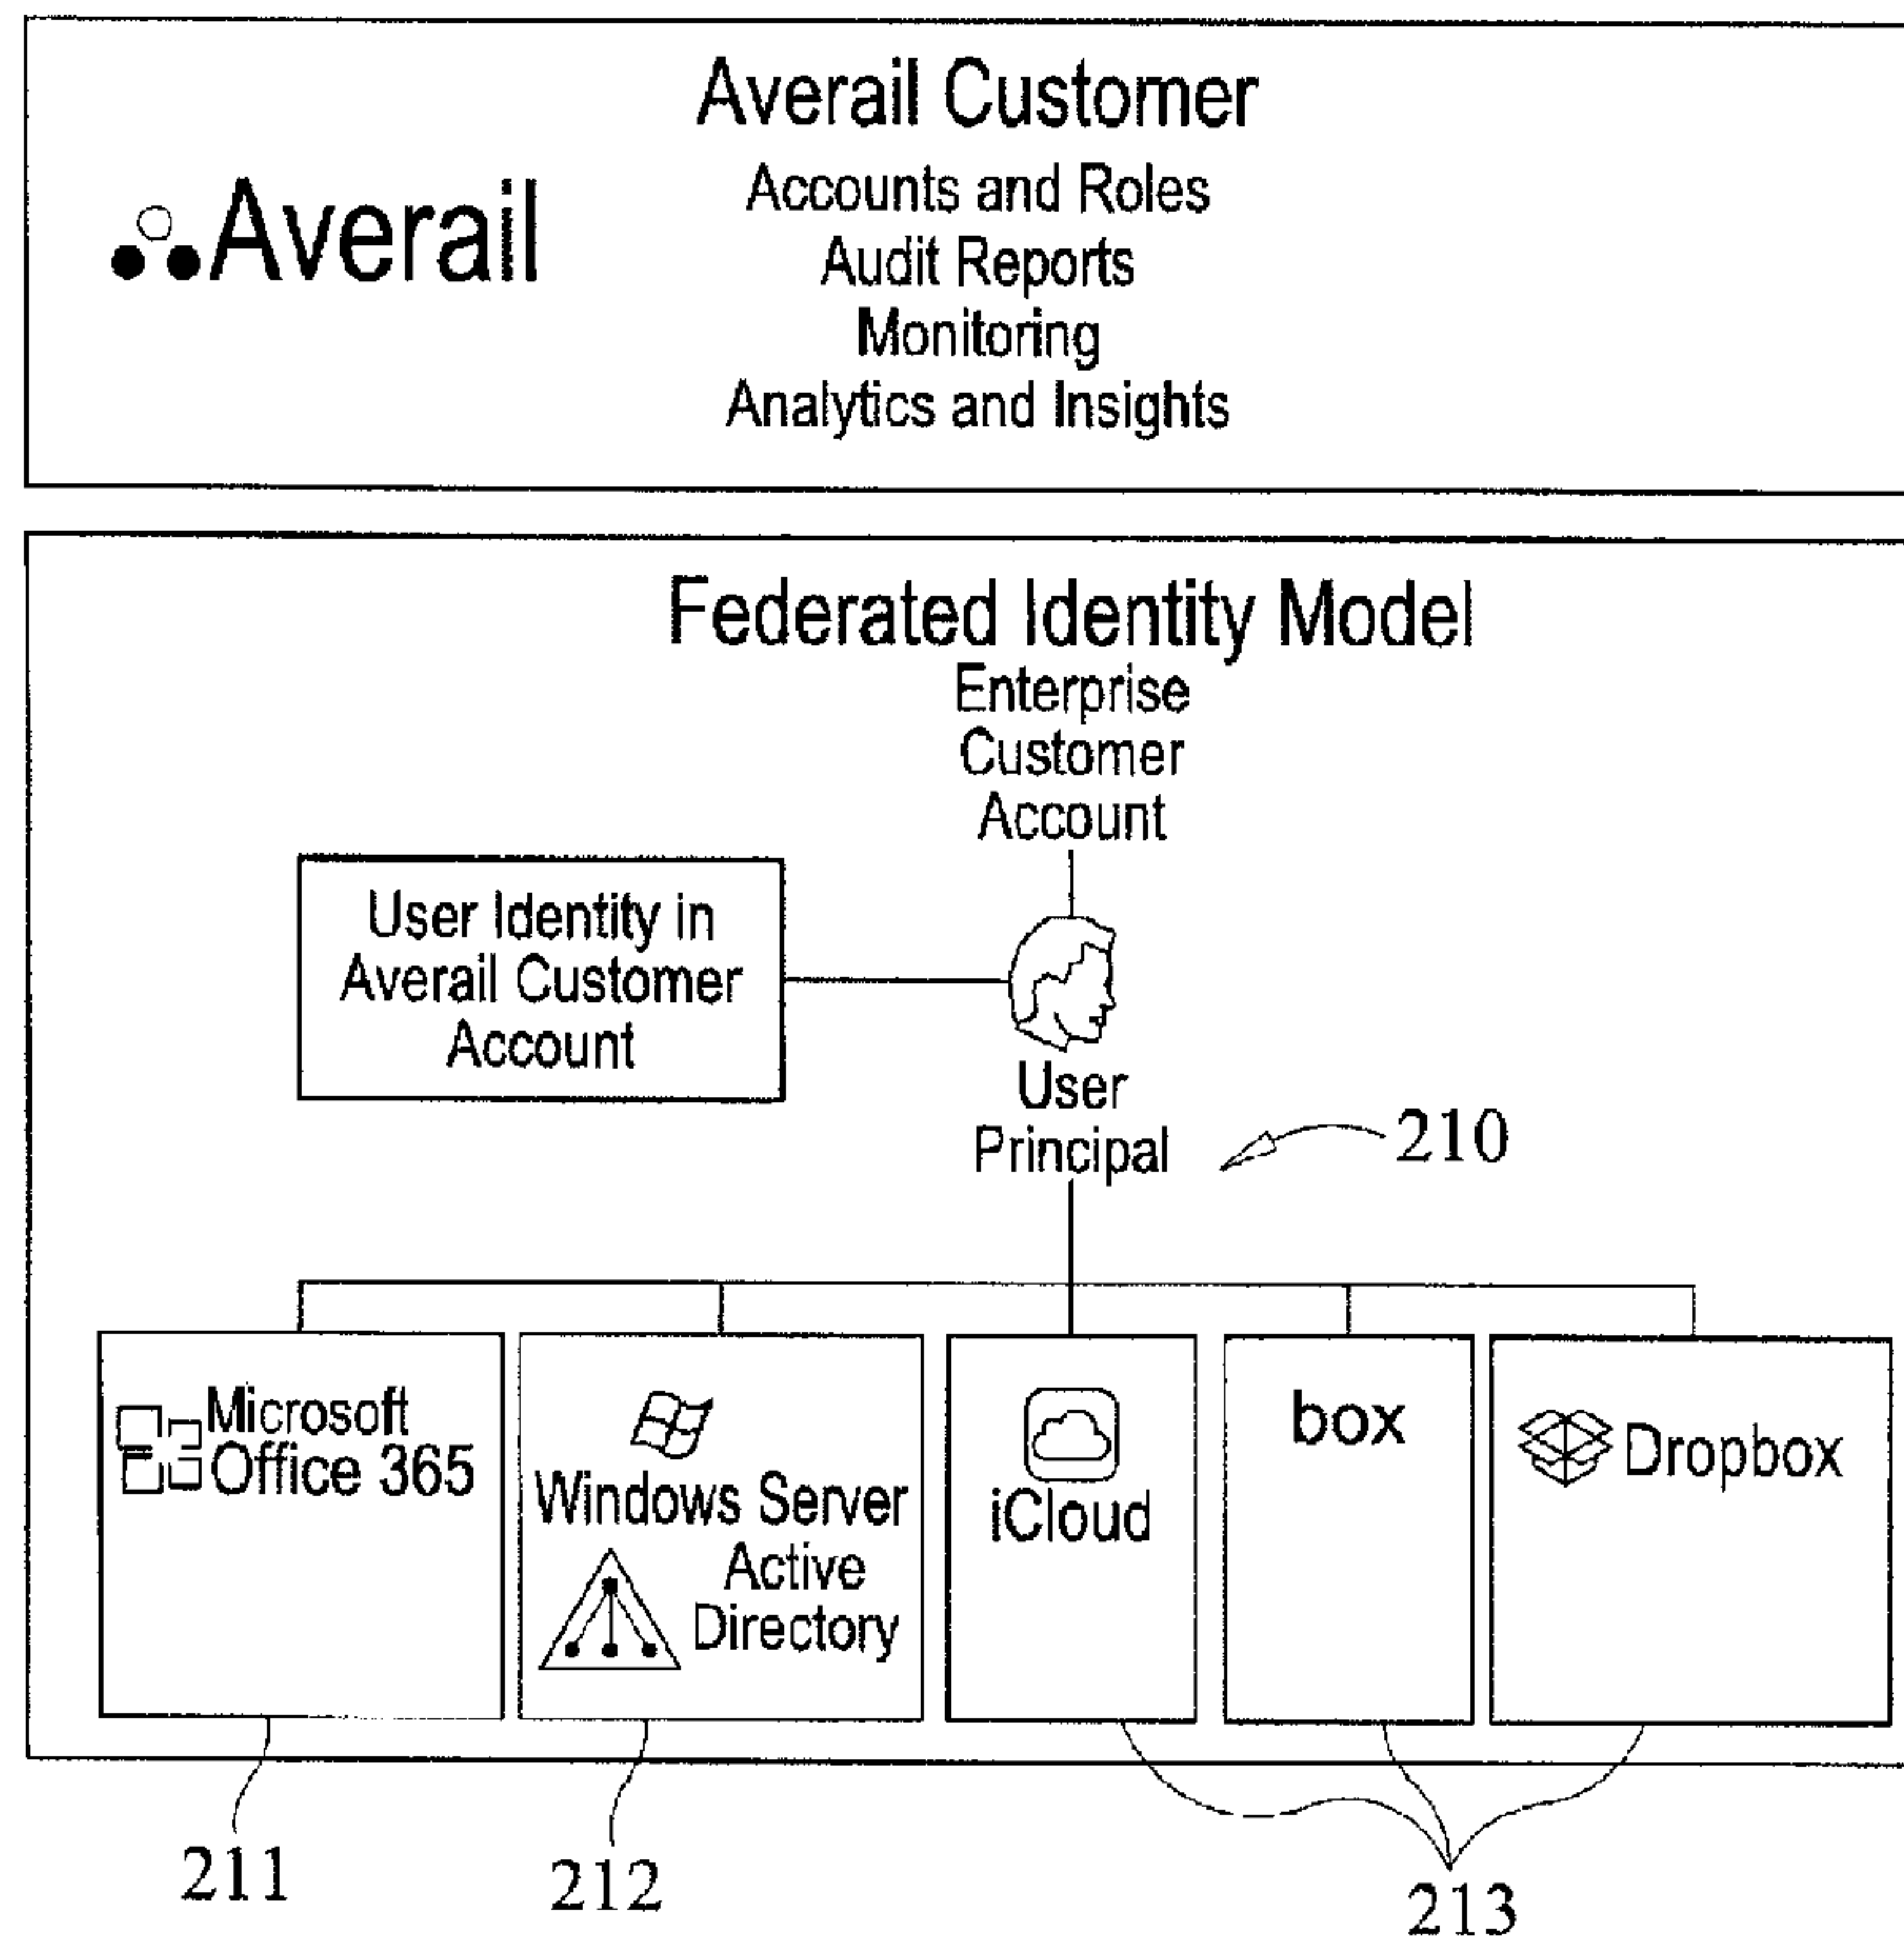 Averail Customer
Averail
Accounts and Roles
Audit Reports
Monitoring
Analytics and Insights
Federated Identity Model
Enterprise
Customer
Account
User Identity in
Averail Customer
Account
User
Principal
210
Microsoft
Office 365
Windows Server
Active
Directory
iCloud
box
Dropbox
211
212
213